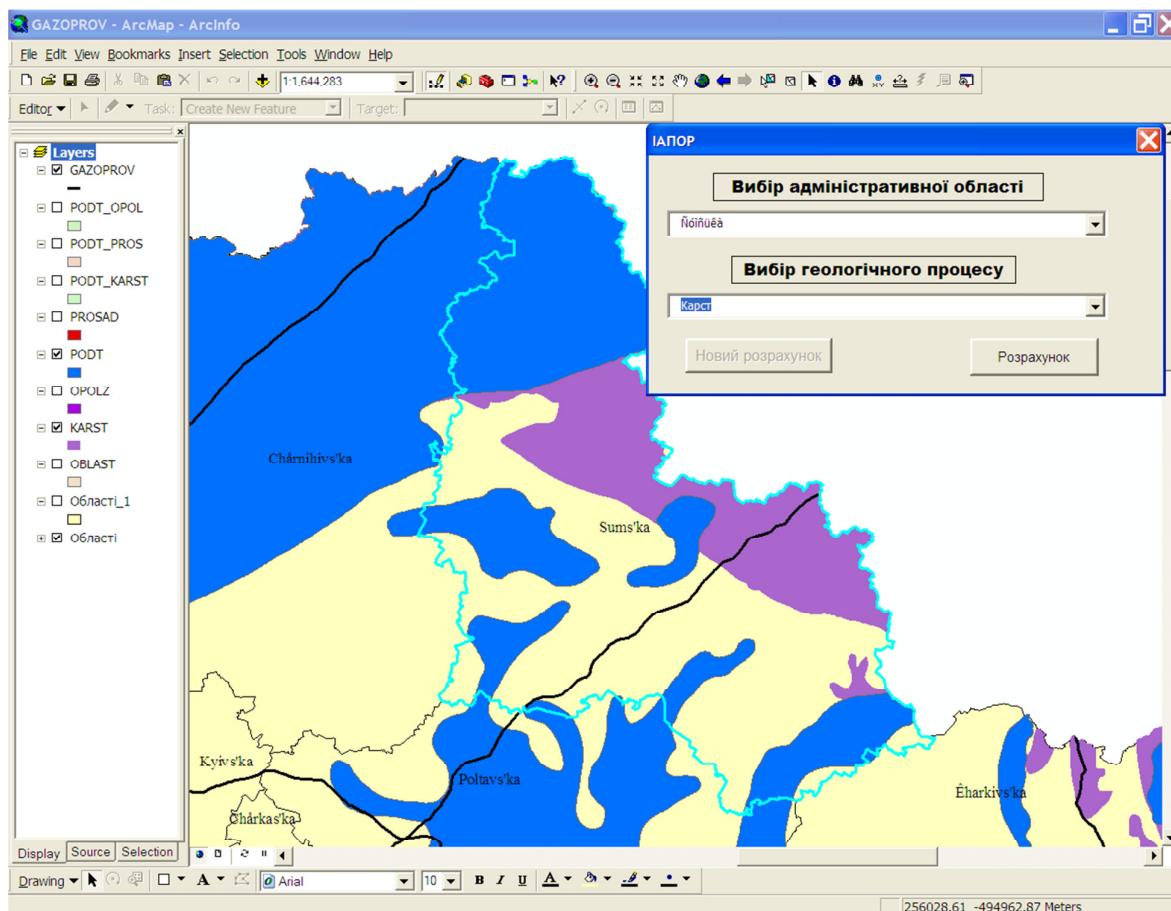 GAZOPROV - ArcMap - ArcInfo
File Edit View Bookmarks Insert Selection Tools Window Help
1:1,644,283
Editor Task: Create New Feature Target:
Layers
GAZOPROV
PODT_OPOL
PODT_PROS
PODT_KARST
PROSAD
PODT
OPOLZ
KARST
OBLAST
Області_1
Області
ІАПОР
Вибір адміністративної області
Ñóìñüêà
Вибір геологічного процесу
Карст
Новий розрахунок Розрахунок
Chårnihivs'ka
Sums'ka
Kyivs'ka
Poltavs'ka
Chårkas'ka
Êharkivs'ka
Display Source Selection
Drawing A Arial 10 B I U A
256028.61 -494962.87 Meters